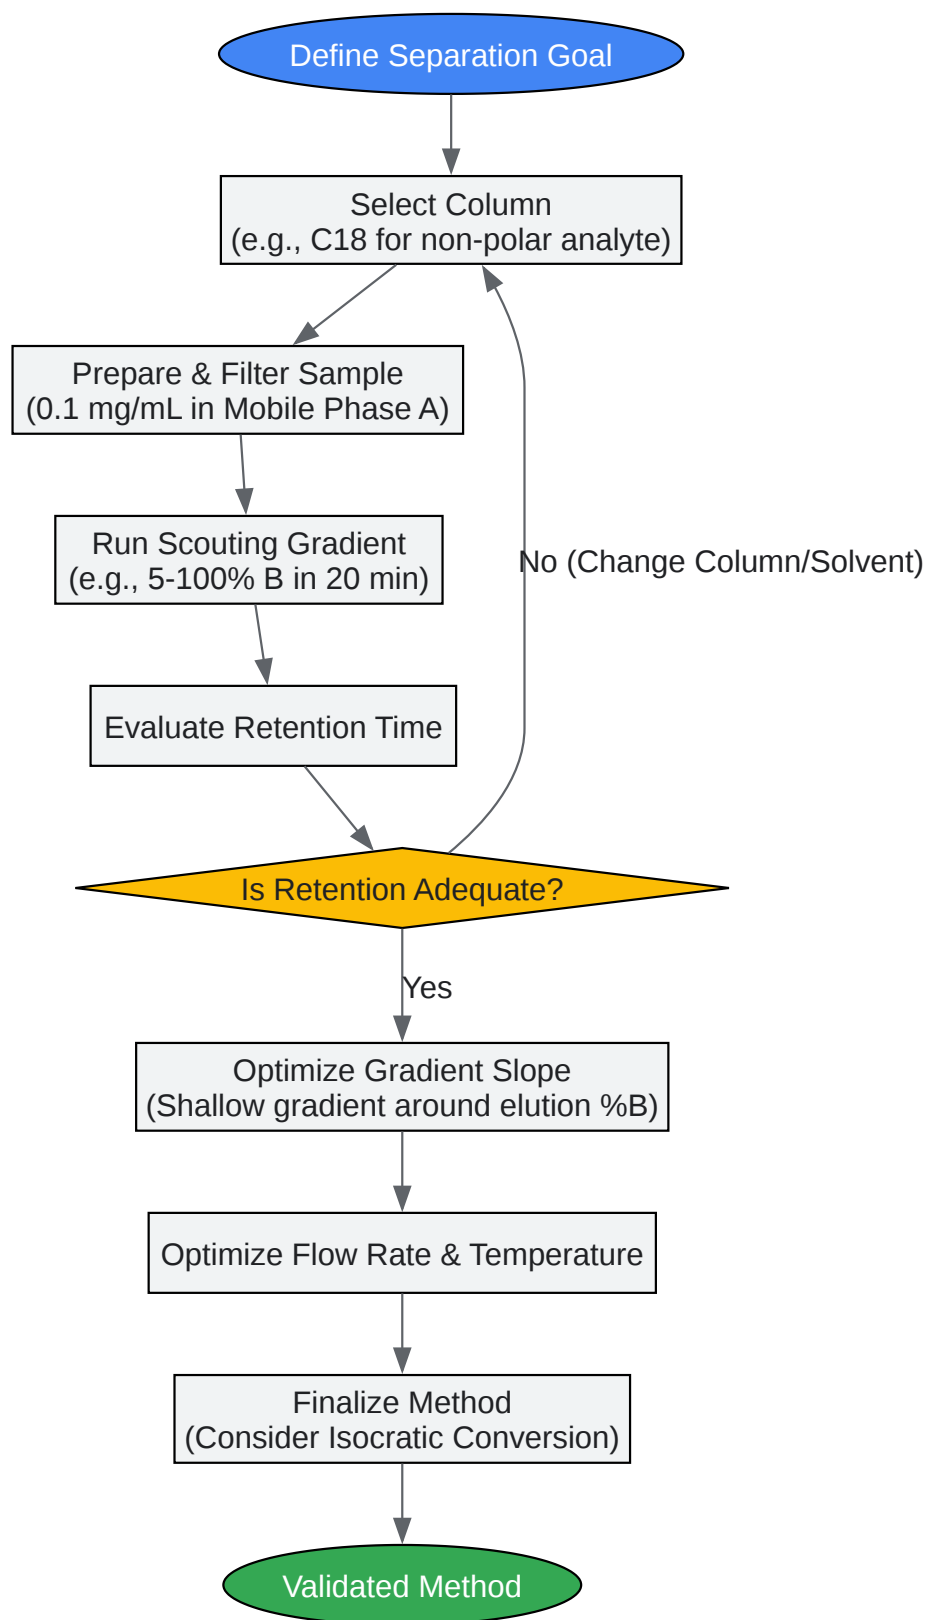 Define Separation Goal
Select Column
(e.g., C18 for non-polar analyte)
Prepare & Filter Sample
(0.1 mg/mL in Mobile Phase A)
Run Scouting Gradient
(e.g., 5-100% B in 20 min)
No (Change Column/Solvent)
Evaluate Retention Time
Is Retention Adequate?
Yes
Optimize Gradient Slope
(Shallow gradient around elution %B)
Optimize Flow Rate & Temperature
Finalize Method
(Consider Isocratic Conversion)
Validated Method